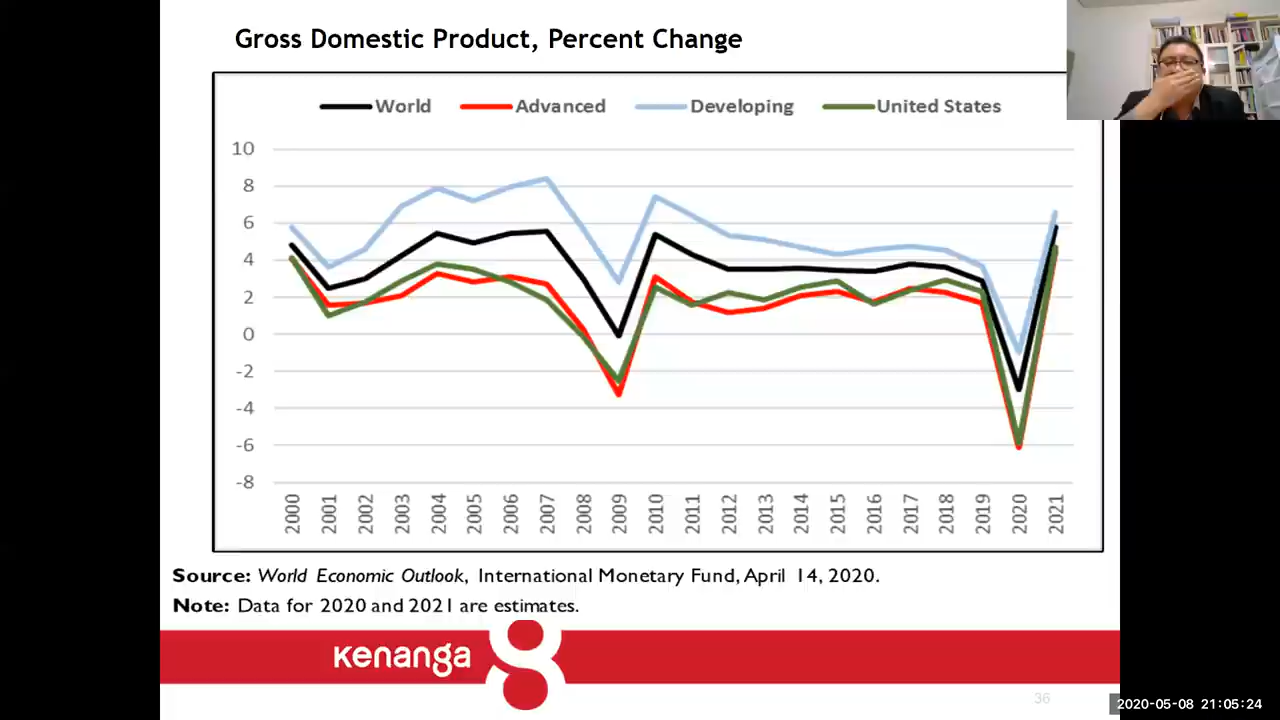 Gross Domestic Product, Percent Change
World Advanced Developing United States
10
8
6
4
2
0
-2
-4
-6
-8
2000 2001 2002 2003 2004 2005 2006 2007 2008 2009 2010 2011 2012 2013 2014 2015 2016 2017 2018 2019 2020 2021
Source: World Economic Outlook, International Monetary Fund, April 14, 2020.
Note: Data for 2020 and 2021 are estimates.
kenanga
36
2020-05-08 21:05:24